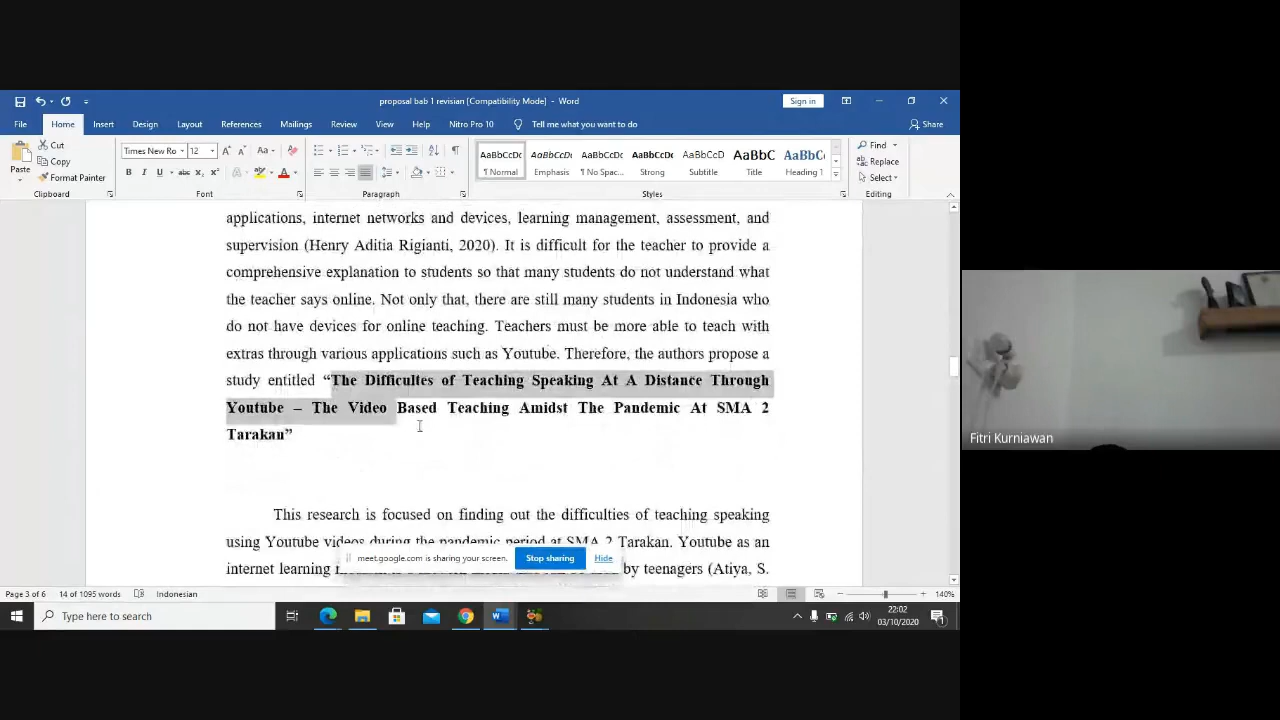 proposal bab 1 revisian [Compatibility Mode] - Word
Sign in
File Home Insert Design Layout References Mailings Review View Help Nitro Pro 10 Tell me what you want to do Share
Cut
Copy
Format Painter
Paste
Clipboard
Times New Ro 12
Font
Paragraph
AaBbCcDc AaBbCcDc AaBbCcDc AaBbCcDc AaBbCcD AaBbC AaBbCc
¶ Normal Emphasis ¶ No Spac... Strong Subtitle Title Heading 1
Styles
Find
Replace
Select
Editing
applications, internet networks and devices, learning management, assessment, and
supervision (Henry Aditia Rigianti, 2020). It is difficult for the teacher to provide a
comprehensive explanation to students so that many students do not understand what
the teacher says online. Not only that, there are still many students in Indonesia who
do not have devices for online teaching. Teachers must be more able to teach with
extras through various applications such as Youtube. Therefore, the authors propose a
study entitled “The Difficultes of Teaching Speaking At A Distance Through
Youtube – The Video Based Teaching Amidst The Pandemic At SMA 2
Tarakan”
This research is focused on finding out the difficulties of teaching speaking
using Youtube videos during the pandemic period at SMA 2 Tarakan. Youtube as an
internet learning by teenagers (Atiya, S.
meet.google.com is sharing your screen. Stop sharing Hide
Page 3 of 6 14 of 1095 words Indonesian 140%
Type here to search
22:02
03/10/2020
Fitri Kurniawan